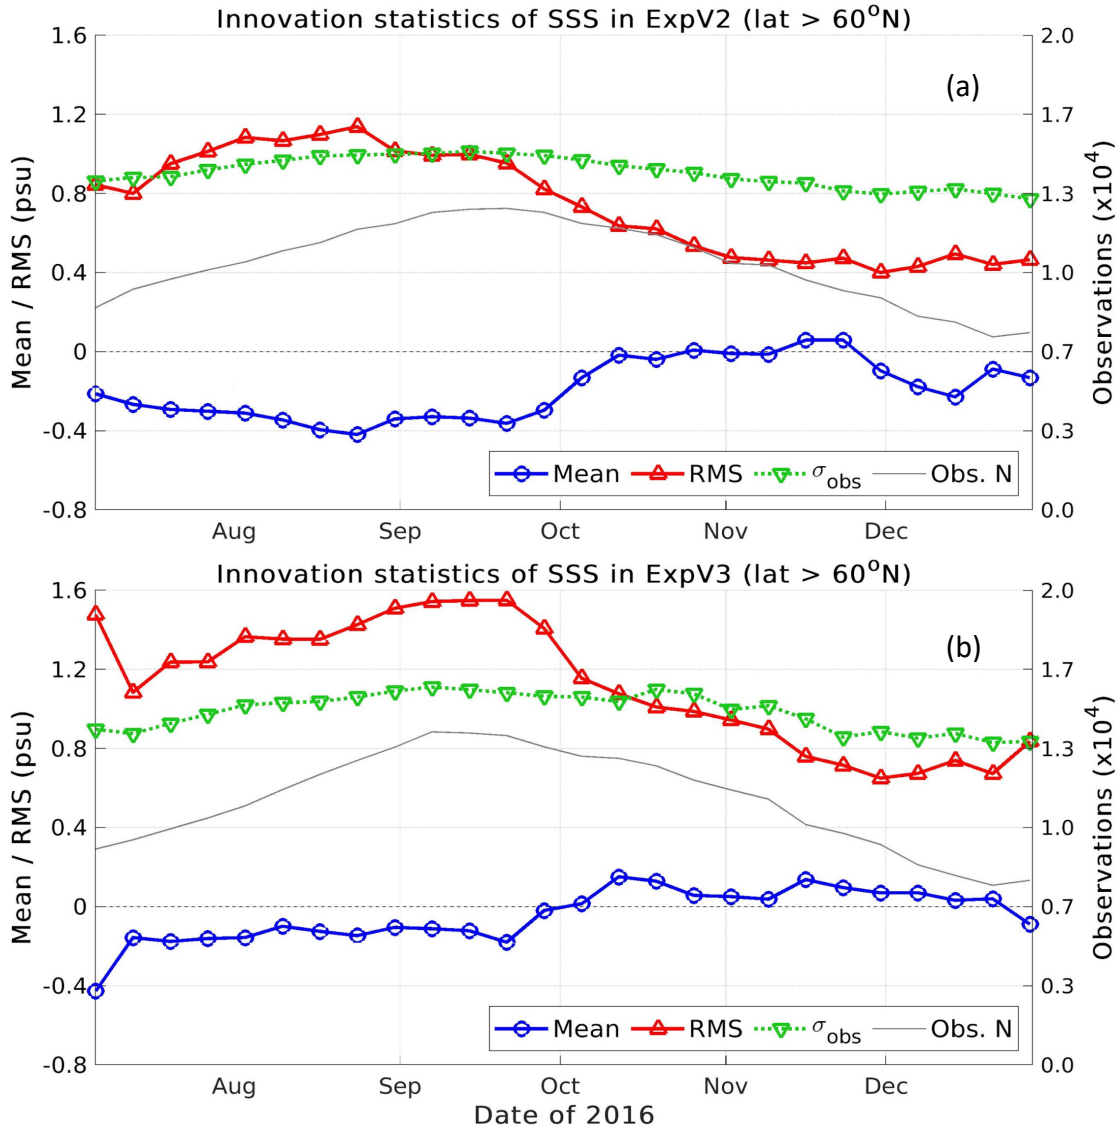 Innovation statistics of SSS in ExpV2 (lat > 60°N)
(a)
Mean / RMS (psu)
1.6
1.2
0.8
0.4
0
-0.4
-0.8
Observations (x10⁴)
2.0
1.7
1.3
1.0
0.7
0.3
0.0
Mean RMS σobs Obs. N
Aug Sep Oct Nov Dec
Innovation statistics of SSS in ExpV3 (lat > 60°N)
(b)
Mean / RMS (psu)
1.6
1.2
0.8
0.4
0
-0.4
-0.8
Observations (x10⁴)
2.0
1.7
1.3
1.0
0.7
0.3
0.0
Mean RMS σobs Obs. N
Aug Sep Oct Nov Dec
Date of 2016